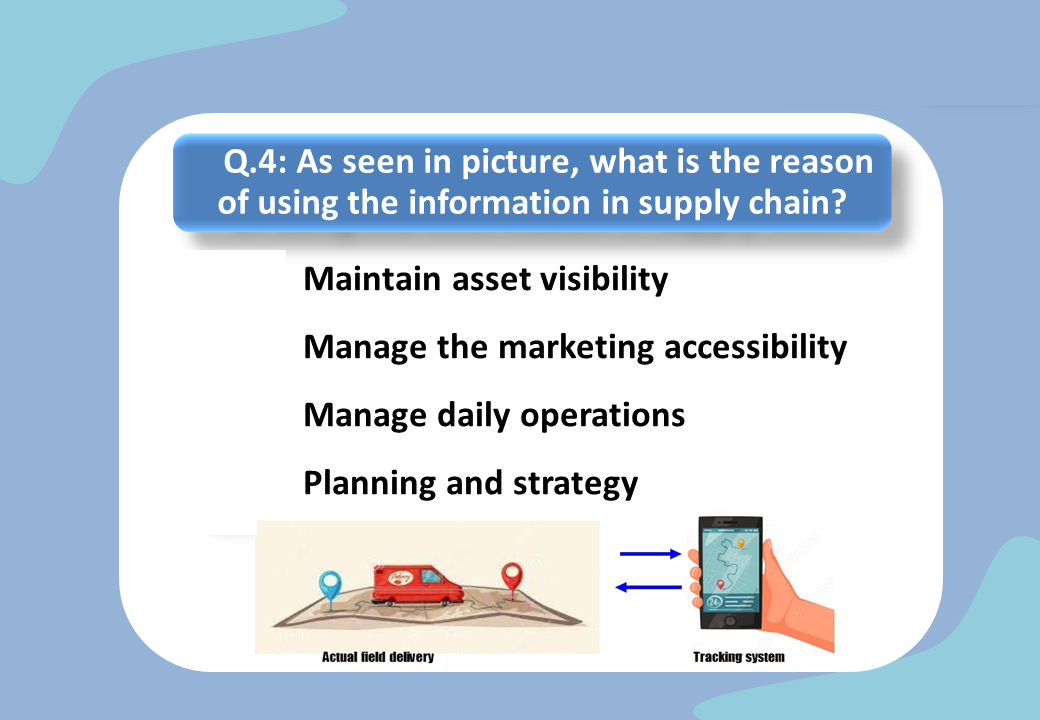 Q.4: As seen in picture, what is the reason
of using the information in supply chain?
Maintain asset visibility
Manage the marketing accessibility
Manage daily operations
Planning and strategy
Delivery
24
Actual field delivery
Tracking system